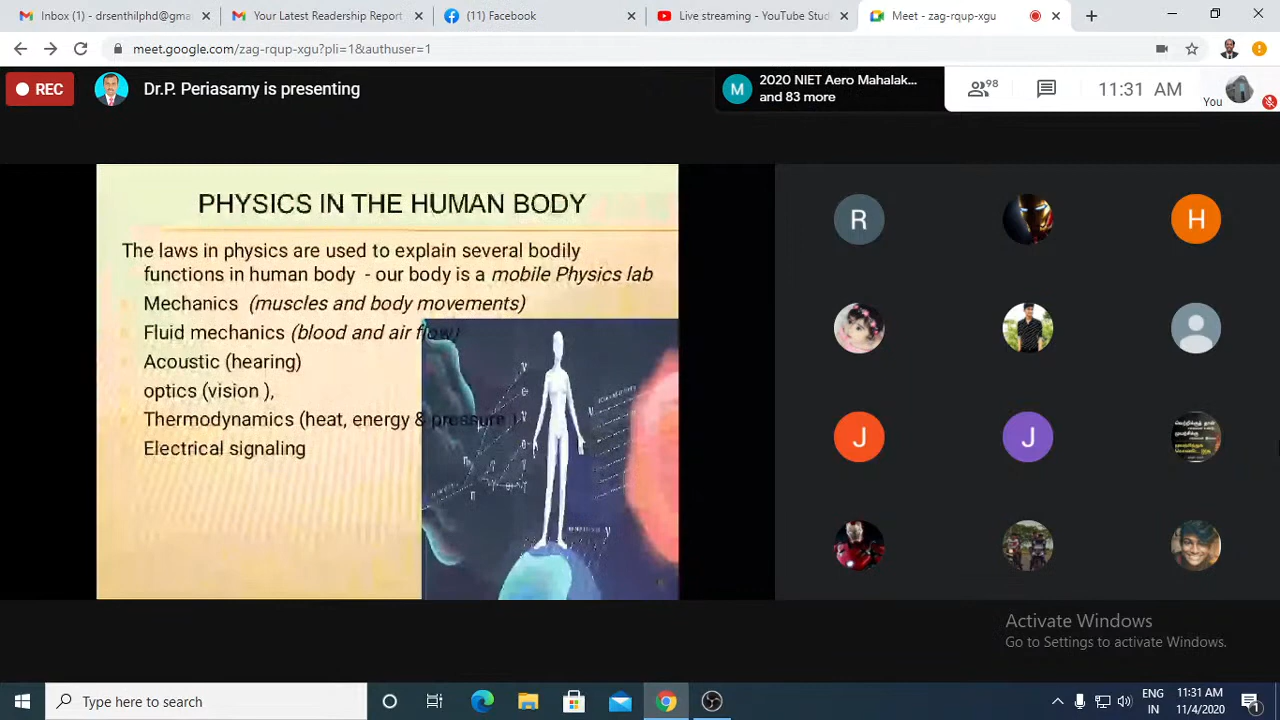 Inbox (1) - drsenthilphd@gma
Your Latest Readership Report
(11) Facebook
Live streaming - YouTube Stud
Meet - zag-rqup-xgu
meet.google.com/zag-rqup-xgu?pli=1&authuser=1
REC
Dr.P. Periasamy is presenting
M
2020 NIET Aero Mahalak...
and 83 more
98
11:31 AM
You
PHYSICS IN THE HUMAN BODY
The laws in physics are used to explain several bodily
functions in human body - our body is a mobile Physics lab
Mechanics (muscles and body movements)
Fluid mechanics (blood and air flow)
Acoustic (hearing)
optics (vision ),
Thermodynamics (heat, energy & pressure )
Electrical signaling
R
H
J
J
Activate Windows
Go to Settings to activate Windows.
Type here to search
ENG
IN
11:31 AM
11/4/2020
1